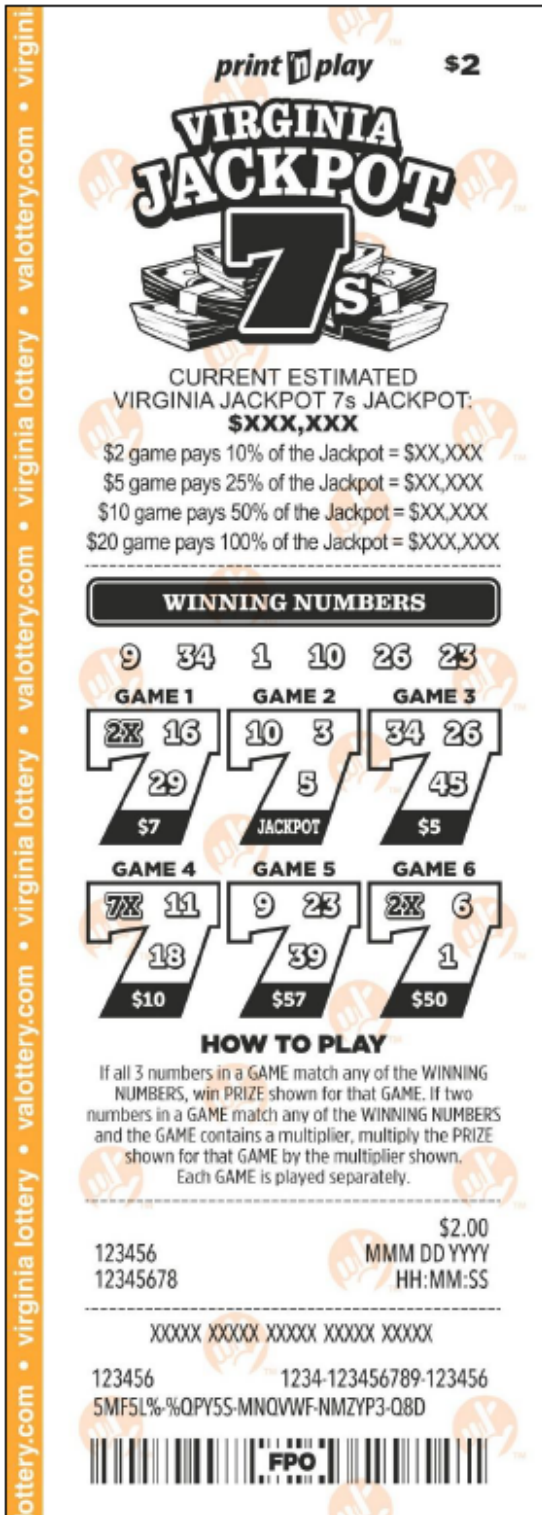 print 'n play $2
VIRGINIA
JACKPOT
7s
CURRENT ESTIMATED
VIRGINIA JACKPOT 7s JACKPOT:
$XXX,XXX
$2 game pays 10% of the Jackpot = $XX,XXX
$5 game pays 25% of the Jackpot = $XX,XXX
$10 game pays 50% of the Jackpot = $XX,XXX
$20 game pays 100% of the Jackpot = $XXX,XXX
WINNING NUMBERS
9 34 1 10 26 23
GAME 1 GAME 2 GAME 3
2X 16 10 3 34 26
29 5 45
$7 JACKPOT $5
GAME 4 GAME 5 GAME 6
7X 11 9 23 2X 6
18 39 1
$10 $57 $50
HOW TO PLAY
If all 3 numbers in a GAME match any of the WINNING
NUMBERS, win PRIZE shown for that GAME. If two
numbers in a GAME match any of the WINNING NUMBERS
and the GAME contains a multiplier, multiply the PRIZE
shown for that GAME by the multiplier shown.
Each GAME is played separately.
$2.00
123456 MMM DD YYYY
12345678 HH:MM:SS
XXXXX XXXXX XXXXX XXXXX XXXXX
123456 1234-123456789-123456
5MF5L%-%QPY5S-MNQVWF-NMZYP3-Q8D
FPO
ottery.com • virginia lottery • valottery.com • virginia lottery • valottery.com • virginia lottery • valottery.com • virgini